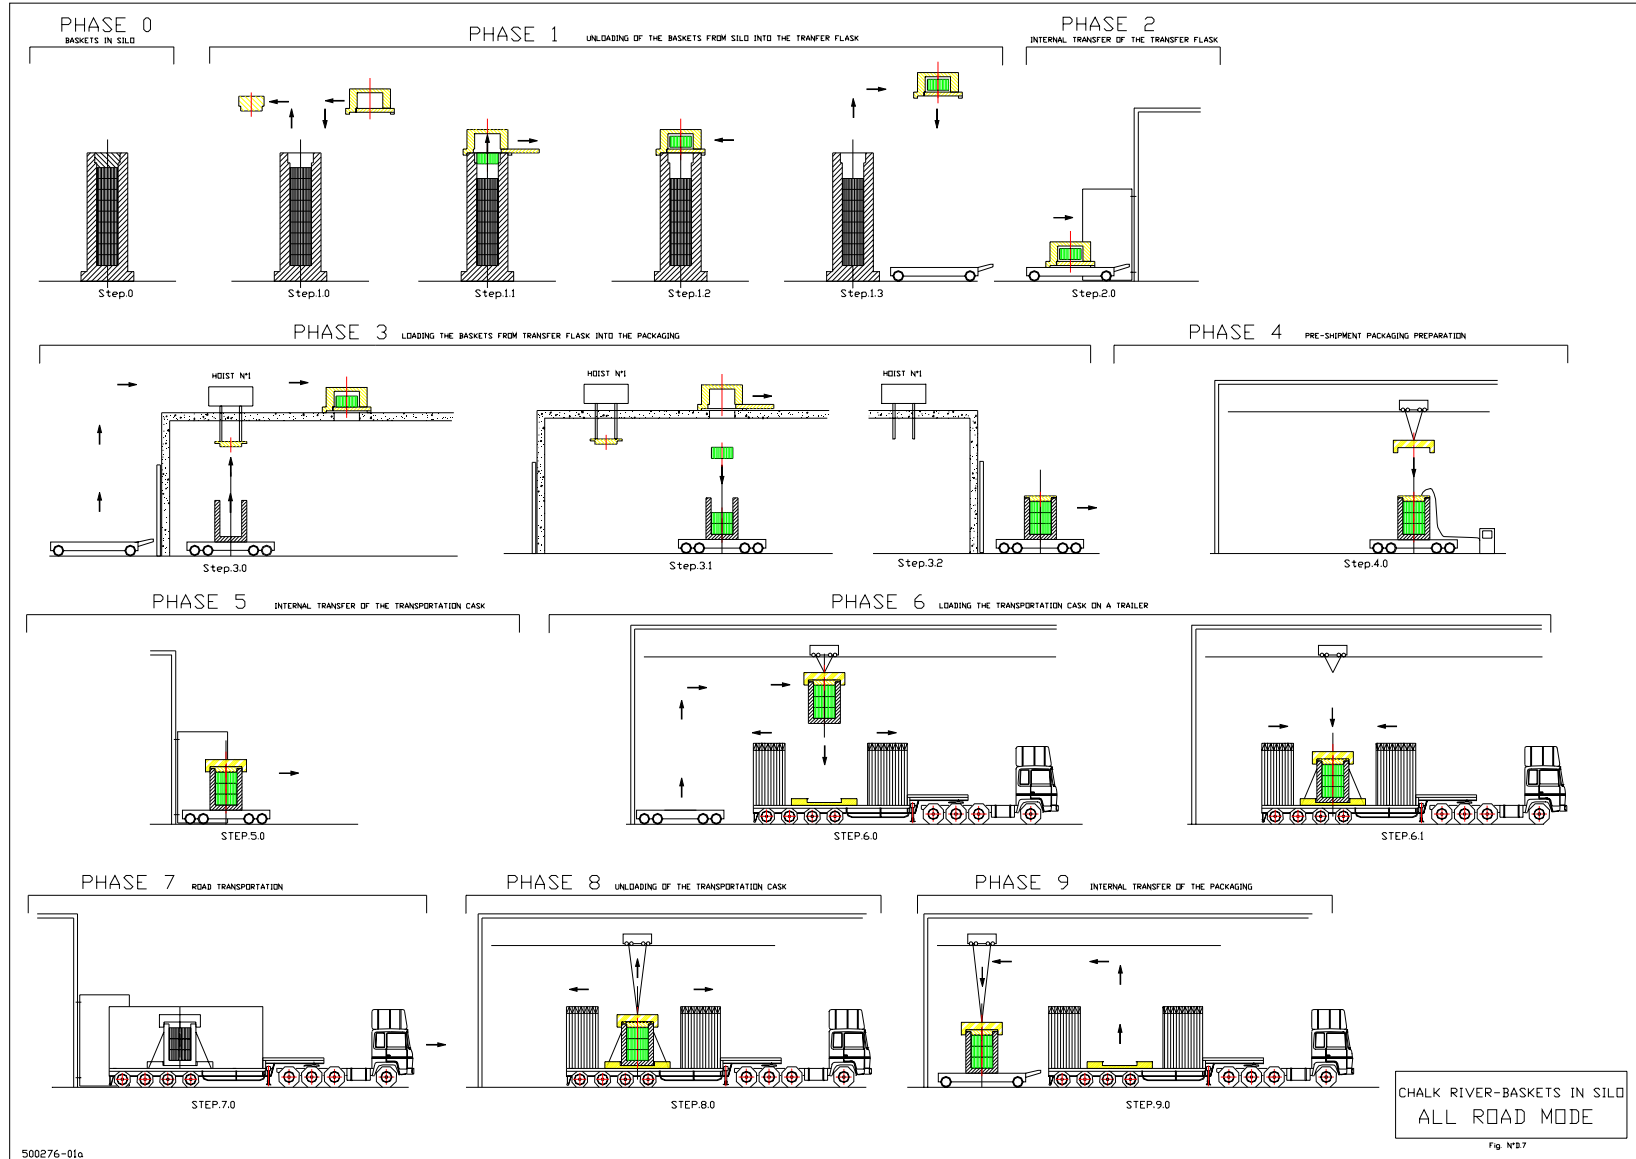 PHASE 0
BASKETS IN SILO
PHASE 1 UNLOADING OF THE BASKETS FROM SILO INTO THE TRANFER FLASK
PHASE 2
INTERNAL TRANSFER OF THE TRANSFER FLASK
Step.0
Step.1.0
Step.1.1
Step.1.2
Step.1.3
Step.2.0
PHASE 3 LOADING THE BASKETS FROM TRANSFER FLASK INTO THE PACKAGING
PHASE 4 PRE-SHIPMENT PACKAGING PREPARATION
HOIST N°1
HOIST N°1
HOIST N°1
Step.3.0
Step.3.1
Step.3.2
Step.4.0
PHASE 5 INTERNAL TRANSFER OF THE TRANSPORTATION CASK
PHASE 6 LOADING THE TRANSPORTATION CASK ON A TRAILER
STEP.5.0
STEP.6.0
STEP.6.1
PHASE 7 ROAD TRANSPORTATION
PHASE 8 UNLOADING OF THE TRANSPORTATION CASK
PHASE 9 INTERNAL TRANSFER OF THE PACKAGING
STEP.7.0
STEP.8.0
STEP.9.0
CHALK RIVER-BASKETS IN SILO
ALL ROAD MODE
Fig. N°D.7
500276-01a